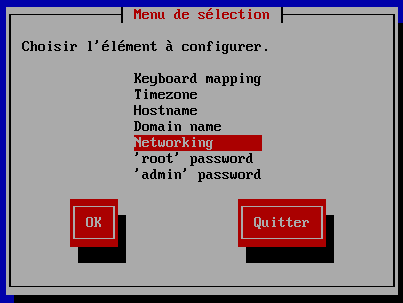 Menu de sélection
Choisir l'élément à configurer.
Keyboard mapping
Timezone
Hostname
Domain name
Networking
'root' password
'admin' password
OK
Quitter